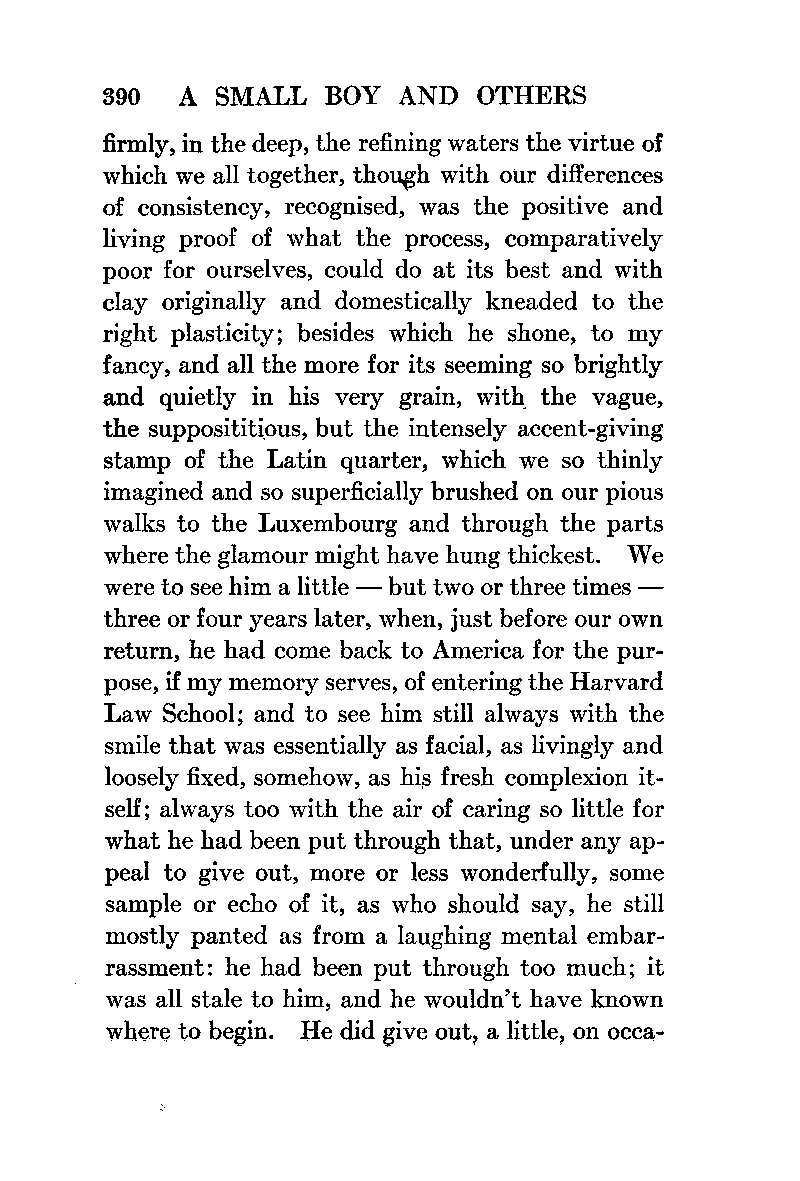 390 A SMALL BOY AND OTHERS
firmly, in the deep, the refining waters the virtue of
which we all together, though with our differences
of consistency, recognised, was the positive and
living proof of what the process, comparatively
poor for ourselves, could do at its best and with
clay originally and domestically kneaded to the
right plasticity; besides which he shone, to my
fancy, and all the more for its seeming so brightly
and quietly in his very grain, with the vague,
the supposititious, but the intensely accent-giving
stamp of the Latin quarter, which we so thinly
imagined and so superficially brushed on our pious
walks to the Luxembourg and through the parts
where the glamour might have hung thickest. We
were to see him a little — but two or three times —
three or four years later, when, just before our own
return, he had come back to America for the pur-
pose, if my memory serves, of entering the Harvard
Law School; and to see him still always with the
smile that was essentially as facial, as livingly and
loosely fixed, somehow, as his fresh complexion it-
self; always too with the air of caring so little for
what he had been put through that, under any ap-
peal to give out, more or less wonderfully, some
sample or echo of it, as who should say, he still
mostly panted as from a laughing mental embar-
rassment: he had been put through too much; it
was all stale to him, and he wouldn't have known
where to begin. He did give out, a little, on occa-